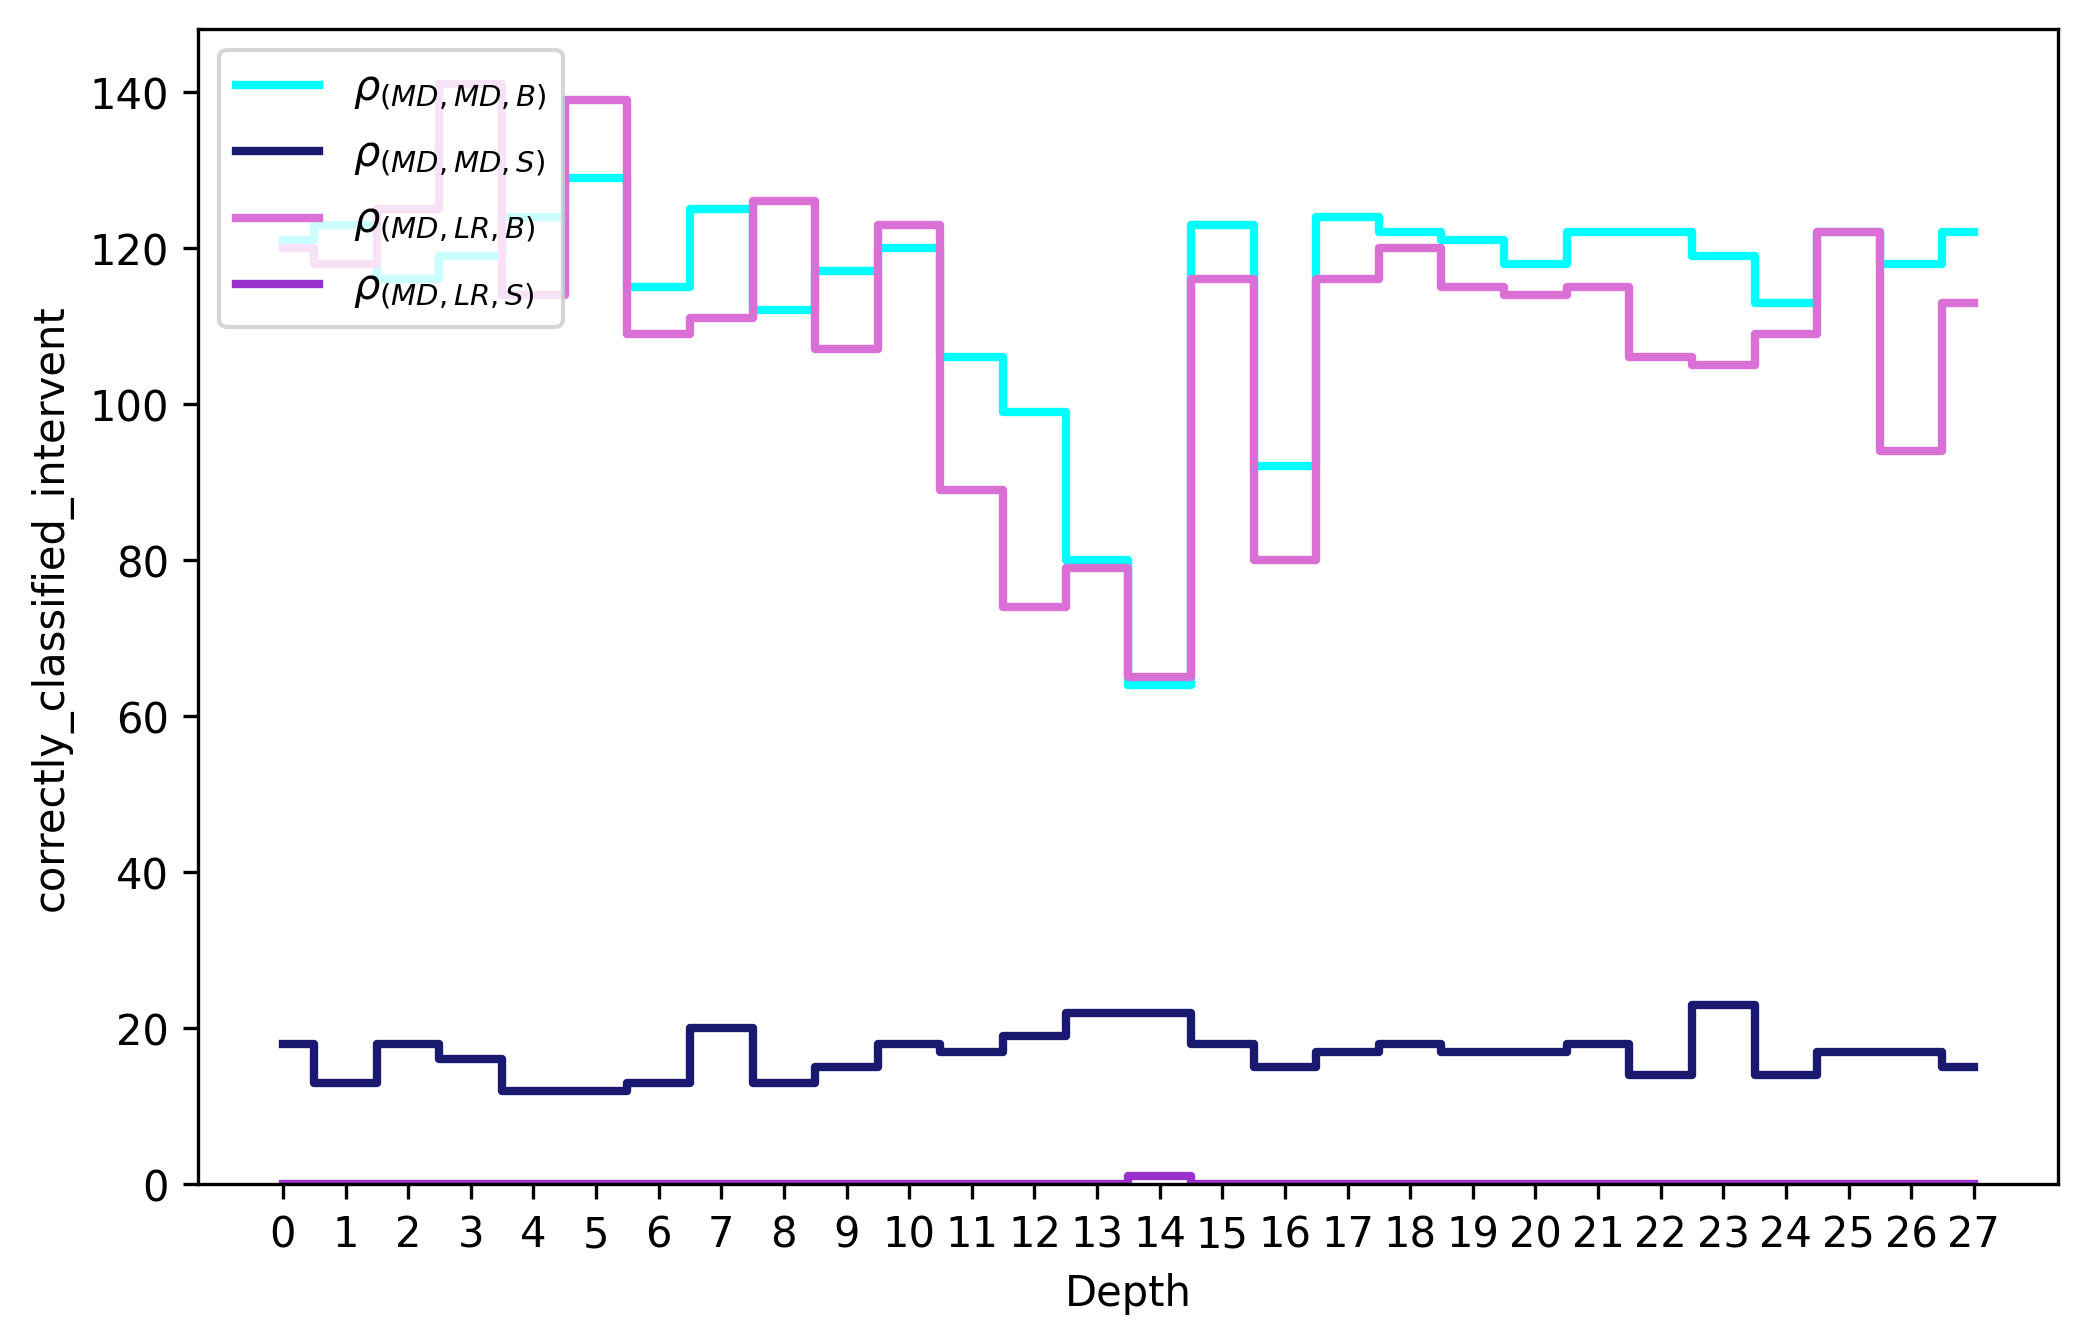 140
120
100
80
60
40
20
0
correctly_classified_intervent
ρ(MD, MD, B)
ρ(MD, MD, S)
ρ(MD, LR, B)
ρ(MD, LR, S)
0 1 2 3 4 5 6 7 8 9 10 11 12 13 14 15 16 17 18 19 20 21 22 23 24 25 26 27
Depth